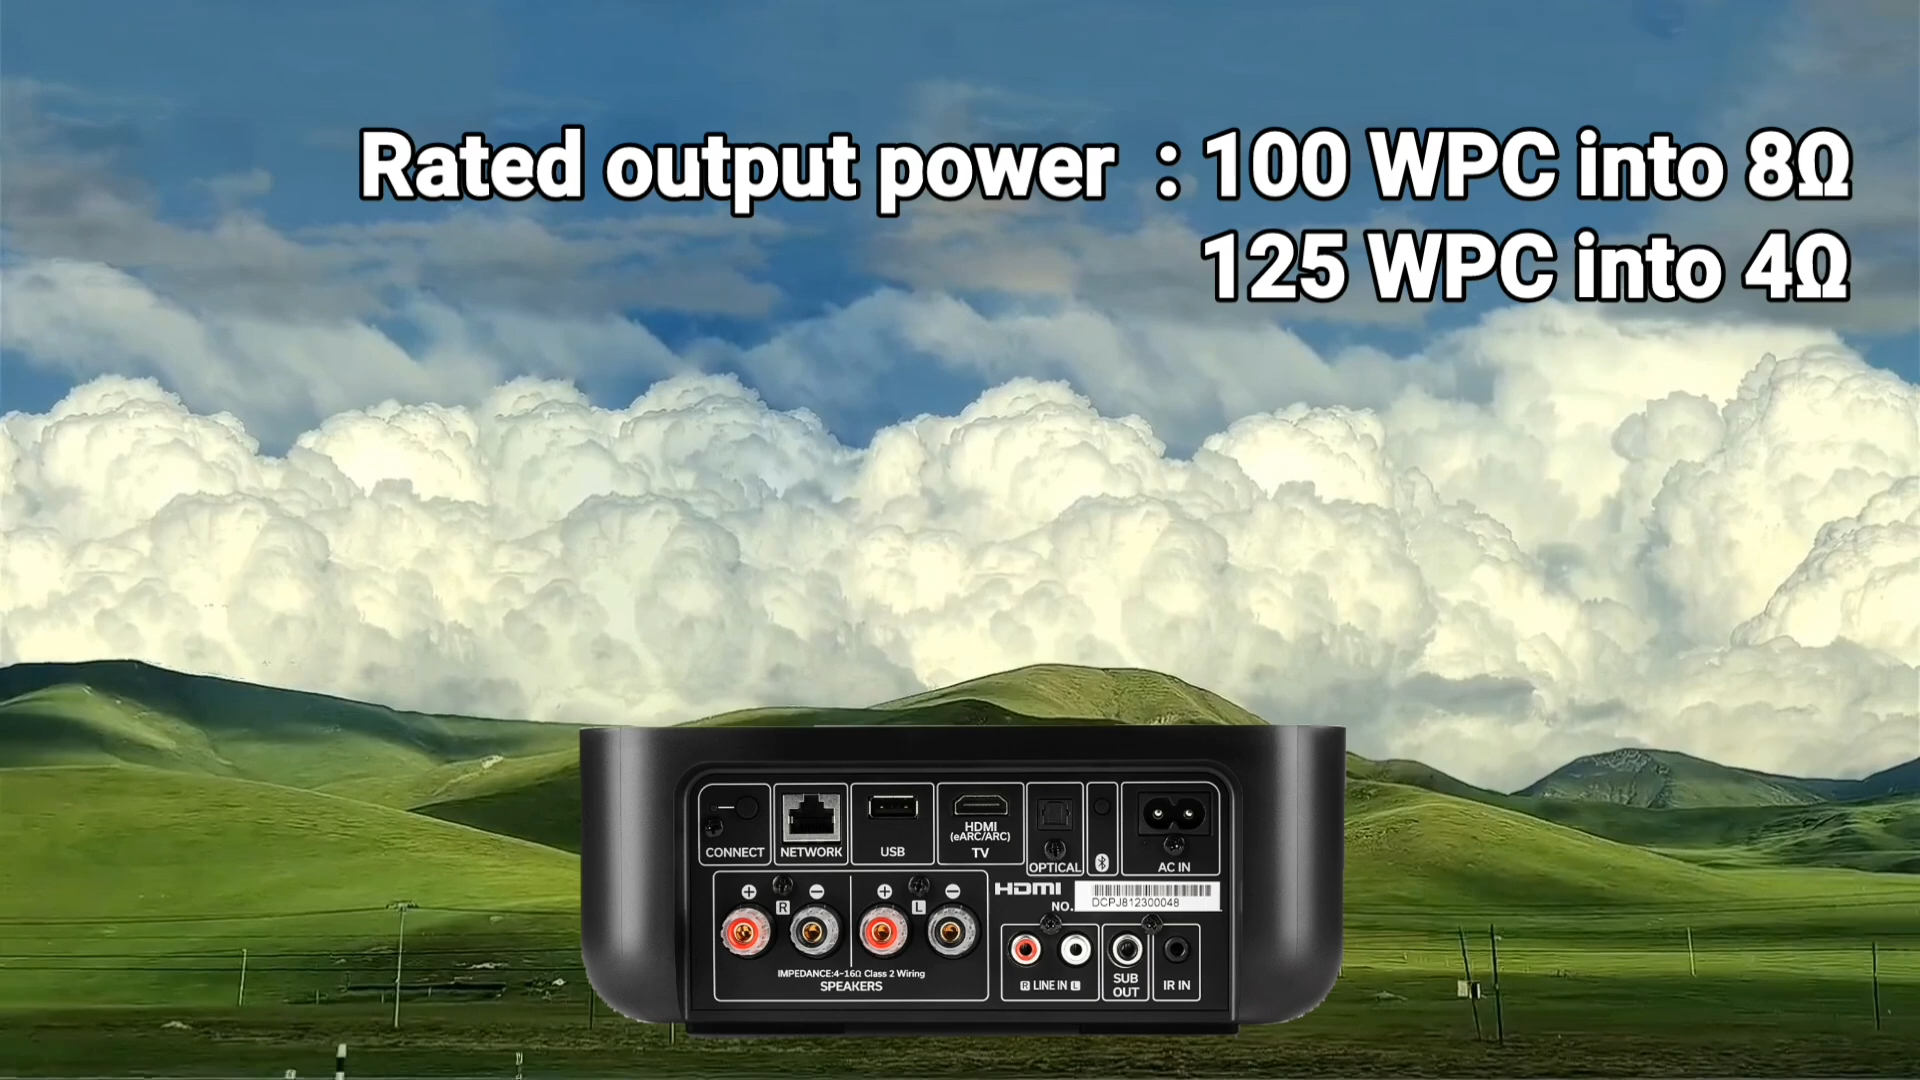 Rated output power : 100 WPC into 8Ω
125 WPC into 4Ω
CONNECT
NETWORK
USB
HDMI
(eARC/ARC)
TV
OPTICAL
AC IN
+ R − + L −
IMPEDANCE:4~16Ω Class 2 Wiring
SPEAKERS
HDMI
NO. DCPJ812300048
R LINE IN L
SUB
OUT
IR IN